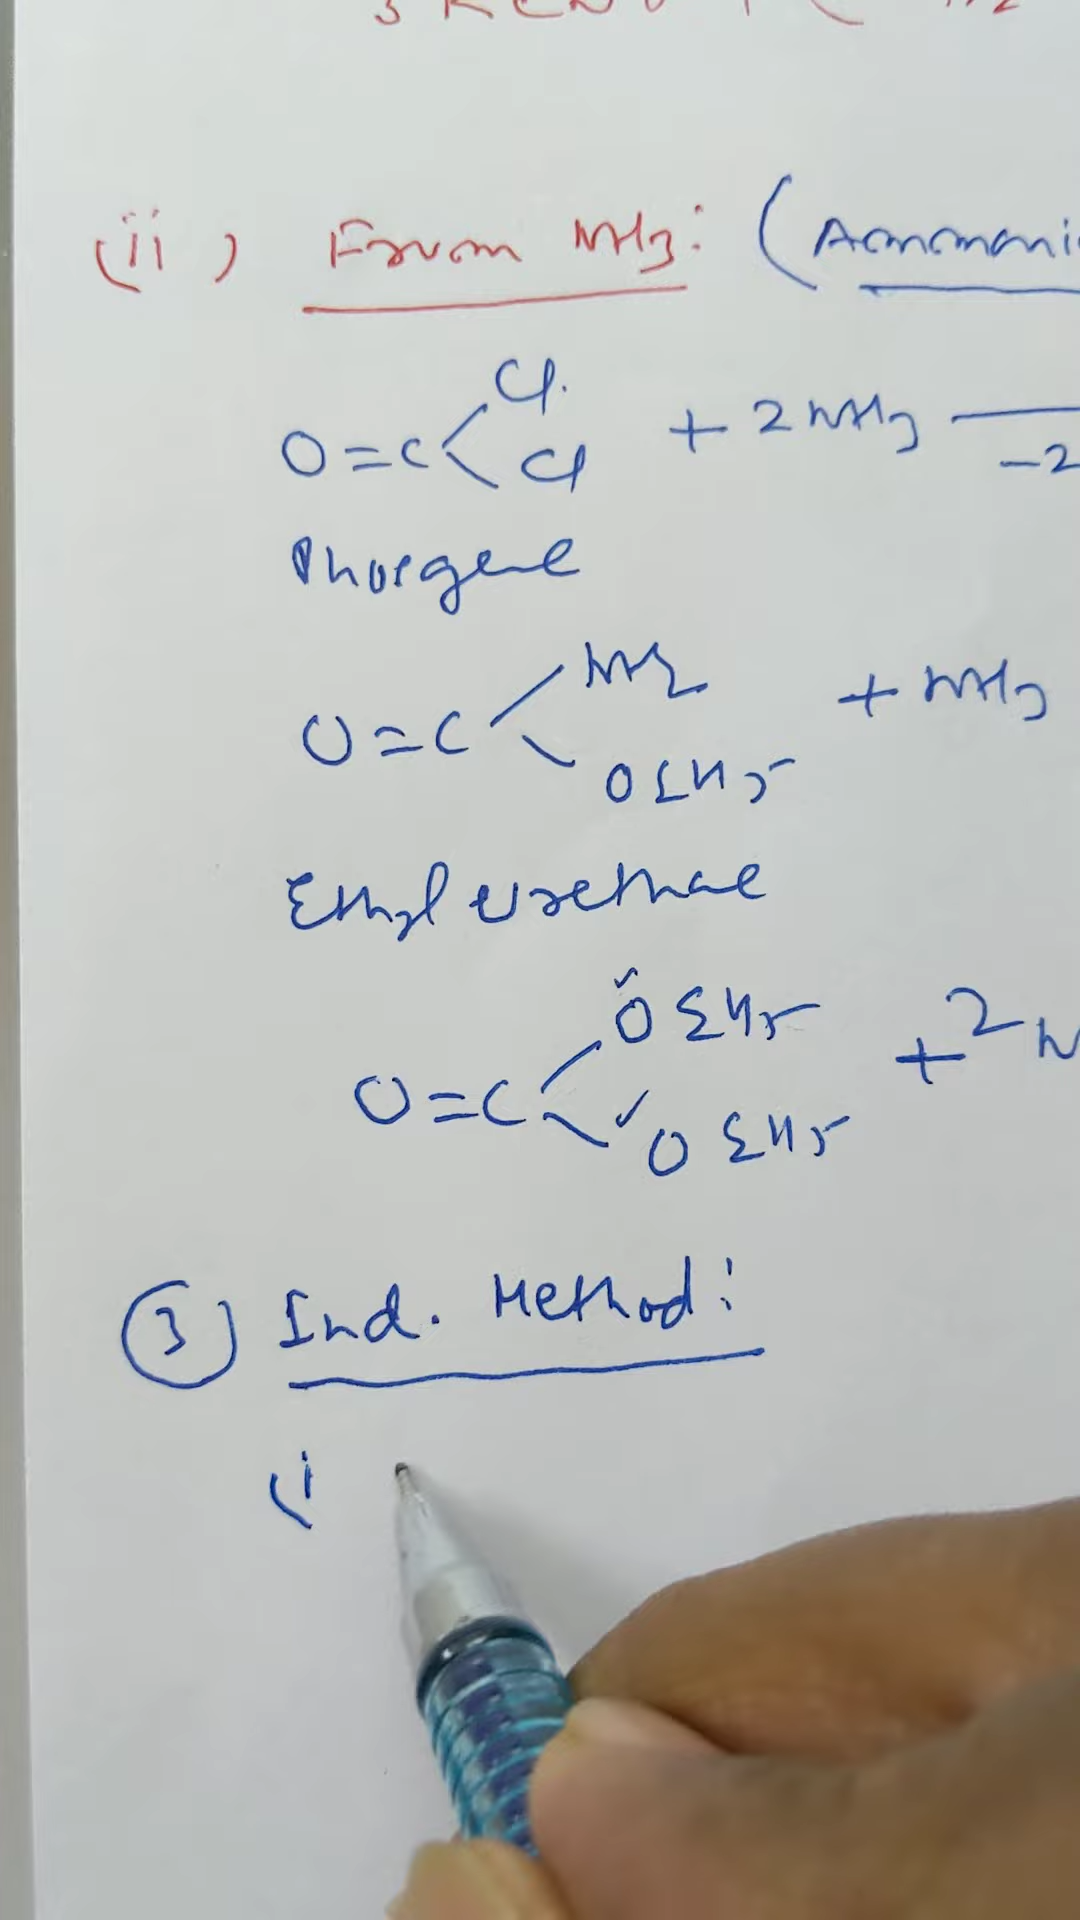 (ii) From NH3: (Ammoni
Cl
O=C< Cl + 2NH3 —
-2
Phosgene
NH2
O=C< + NH3
OC2H5
Ethyl urethae
OC2H5
O=C< + 2N
OC2H5
(3) Ind. Method:
(i